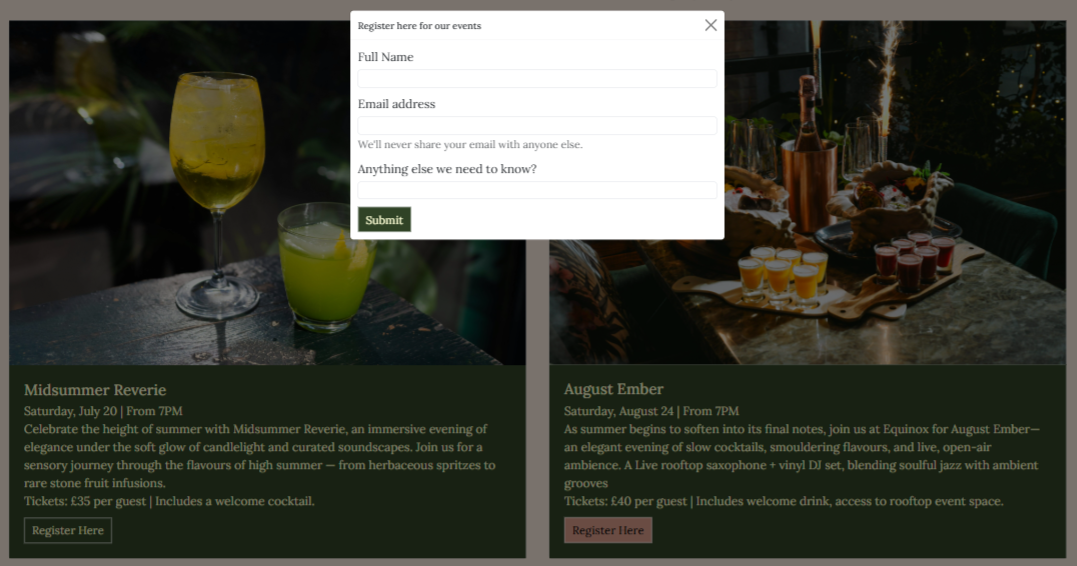 Register here for our events
Full Name
Email address
We'll never share your email with anyone else.
Anything else we need to know?
Submit
Midsummer Reverie
Saturday, July 20 | From 7PM
Celebrate the height of summer with Midsummer Reverie, an immersive evening of
elegance under the soft glow of candlelight and curated soundscapes. Join us for a
sensory journey through the flavours of high summer — from herbaceous spritzes to
rare stone fruit infusions.
Tickets: £35 per guest | Includes a welcome cocktail.
Register Here
August Ember
Saturday, August 24 | From 7PM
As summer begins to soften into its final notes, join us at Equinox for August Ember—
an elegant evening of slow cocktails, smouldering flavours, and live, open-air
ambience. A Live rooftop saxophone + vinyl DJ set, blending soulful jazz with ambient
grooves
Tickets: £40 per guest | Includes welcome drink, access to rooftop event space.
Register Here